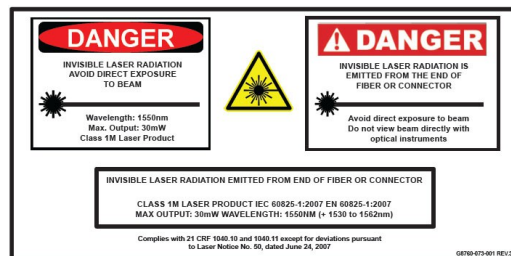 DANGER
INVISIBLE LASER RADIATION
AVOID DIRECT EXPOSURE
TO BEAM
Wavelength: 1550nm
Max. Output: 30mW
Class 1M Laser Product
DANGER
INVISIBLE LASER RADIATION IS
EMITTED FROM THE END OF
FIBER OR CONNECTOR
Avoid direct exposure to beam
Do not view beam directly with
optical instruments
INVISIBLE LASER RADIATION EMITTED FROM END OF FIBER OR CONNECTOR
CLASS 1M LASER PRODUCT IEC 60825-1:2007 EN 60825-1:2007
MAX OUTPUT: 30mW WAVELENGTH: 1550NM (+ 1530 to 1562nm)
Complies with 21 CRF 1040.10 and 1040.11 except for deviations pursuant
to Laser Notice No. 50, dated June 24, 2007
G8760-073-001 REV.3